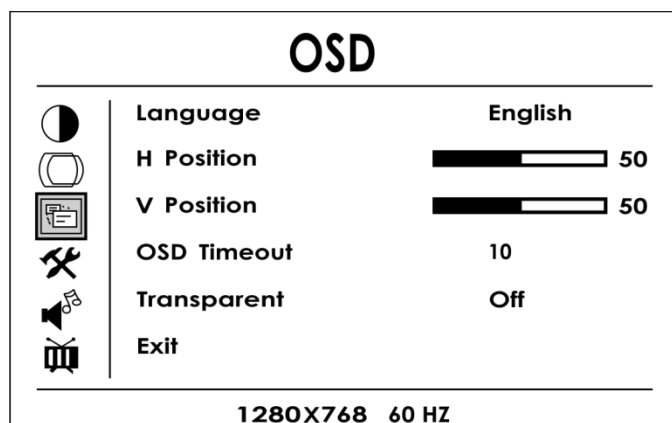 OSD
Language English
H Position 50
V Position 50
OSD Timeout 10
Transparent Off
Exit
1280X768 60 HZ